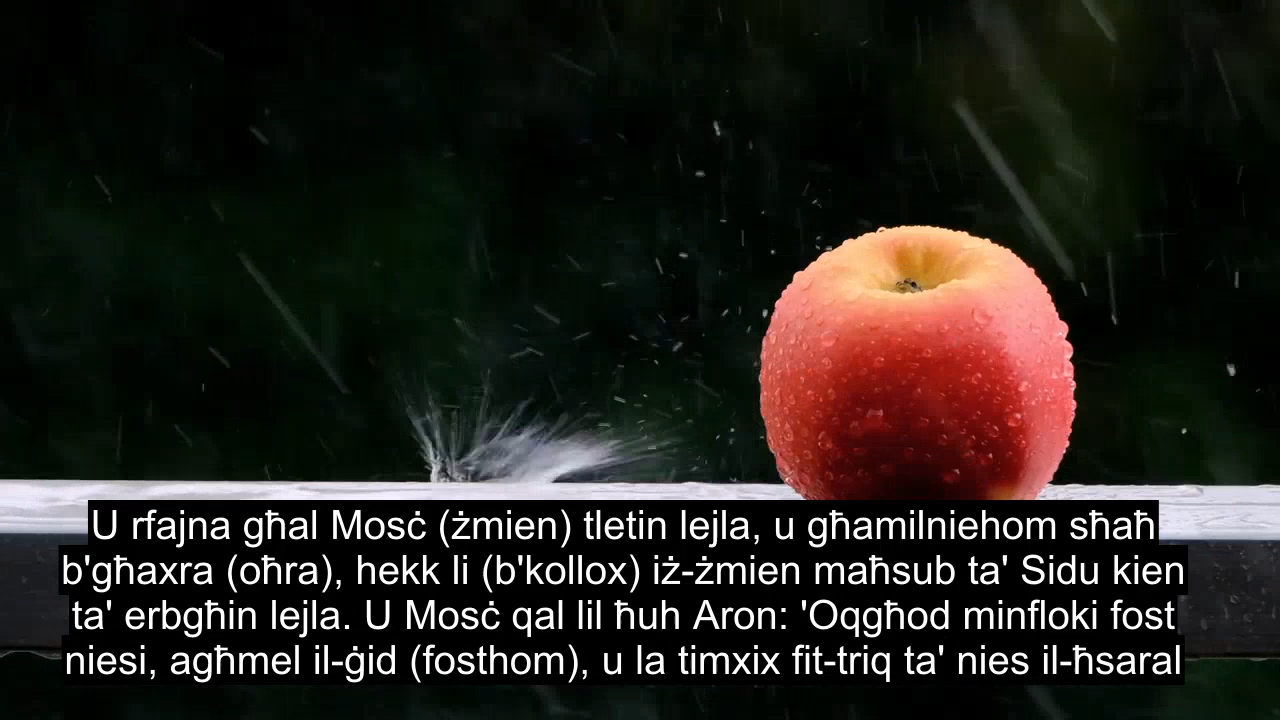 U rfajna għal Mosċ (żmien) tletin lejla, u għamilniehom sħaħ
b'għaxra (oħra), hekk li (b'kollox) iż-żmien maħsub ta' Sidu kien
ta' erbgħin lejla. U Mosċ qal lil ħuh Aron: 'Oqgħod minfloki fost
niesi, agħmel il-ġid (fosthom), u la timxix fit-triq ta' nies il-ħsaral